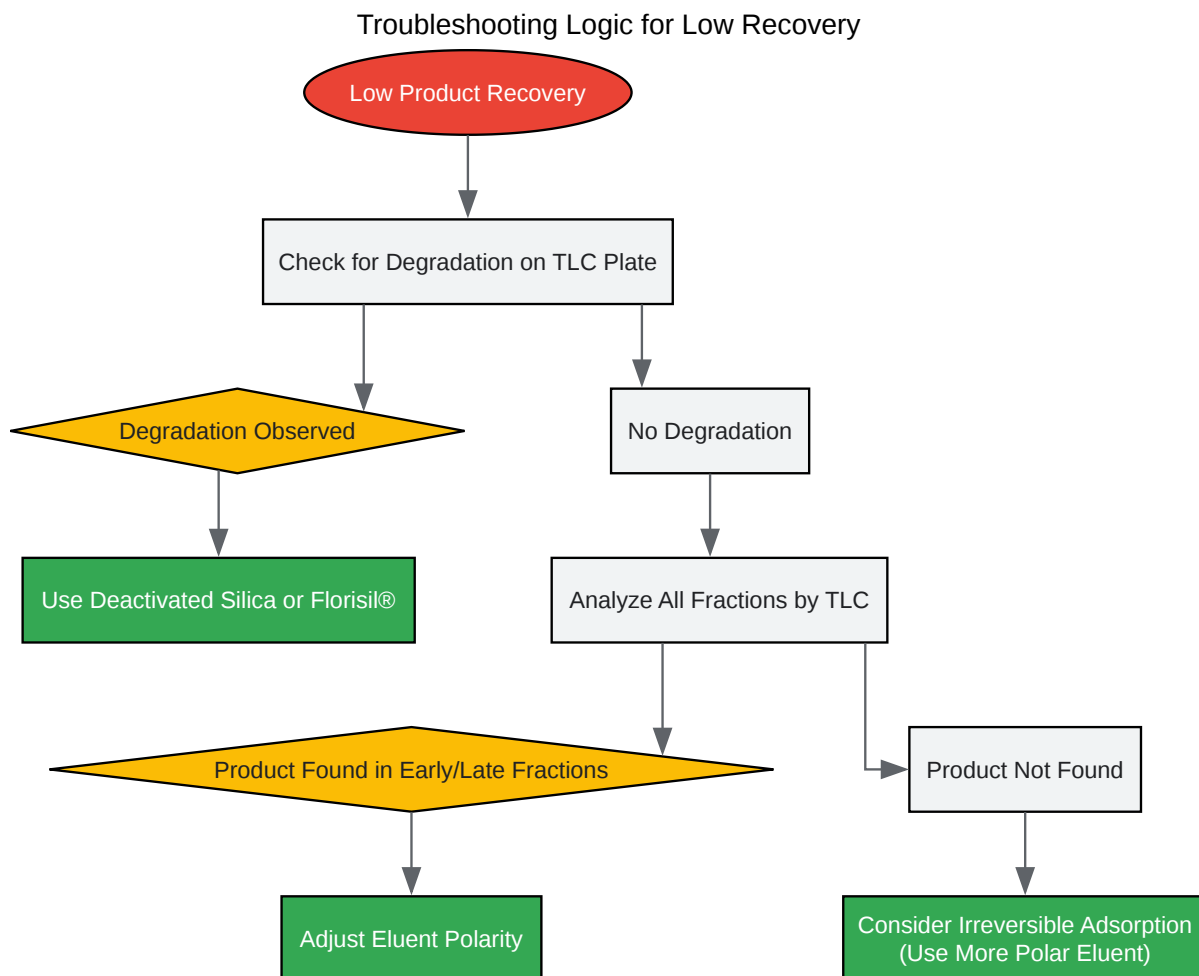 Troubleshooting Logic for Low Recovery
Low Product Recovery
Check for Degradation on TLC Plate
Degradation Observed
No Degradation
Use Deactivated Silica or Florisil®
Analyze All Fractions by TLC
Product Found in Early/Late Fractions
Product Not Found
Adjust Eluent Polarity
Consider Irreversible Adsorption
(Use More Polar Eluent)